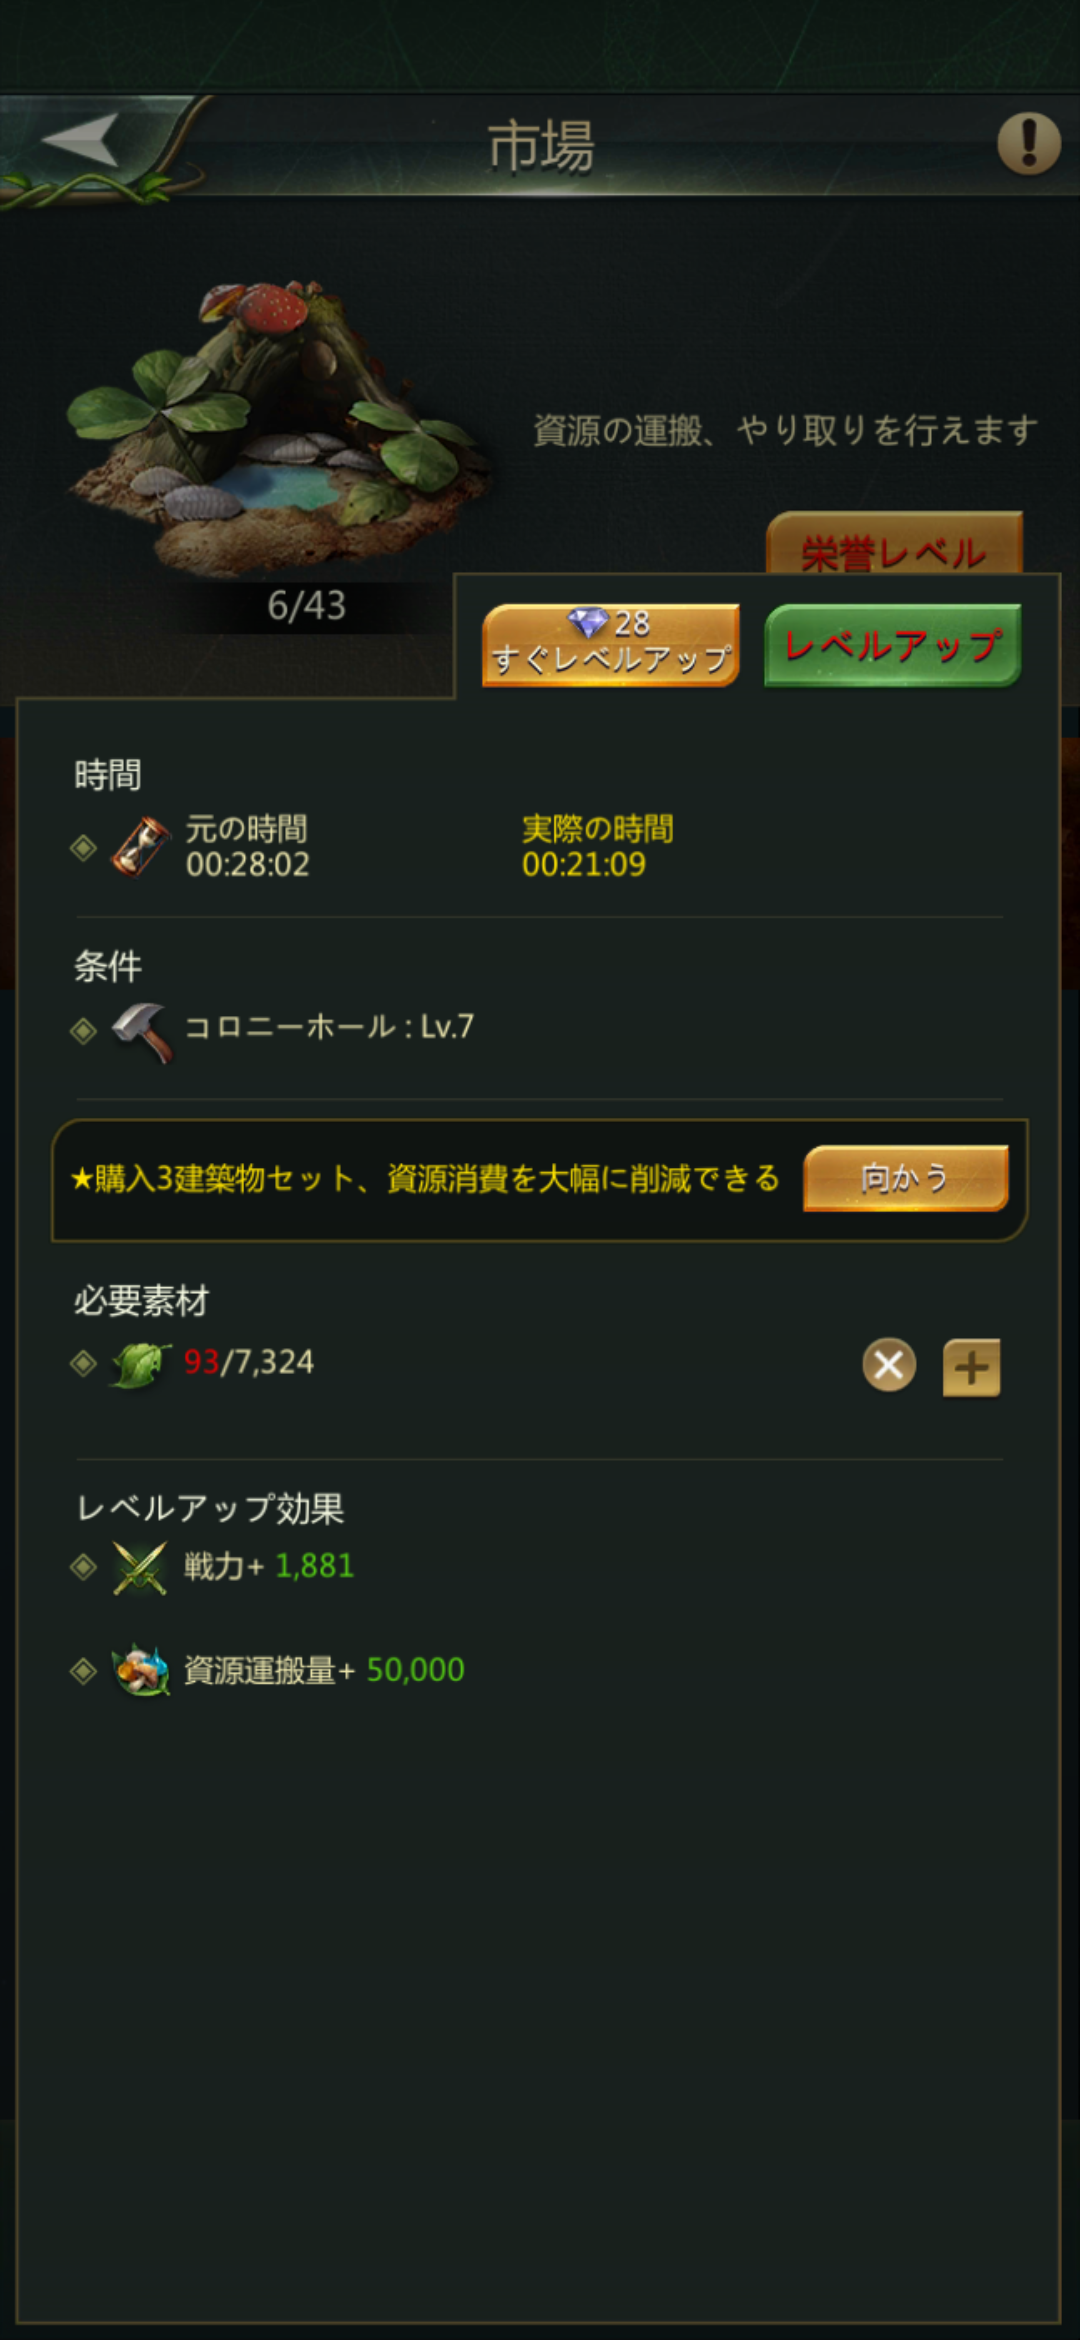 市場
資源の運搬、やり取りを行えます
栄誉レベル
6/43
28
すぐレベルアップ
レベルアップ
時間
元の時間
00:28:02
実際の時間
00:21:09
条件
コロニーホール : Lv.7
★購入3建築物セット、資源消費を大幅に削減できる
向かう
必要素材
93/7,324
レベルアップ効果
戦力+ 1,881
資源運搬量+ 50,000